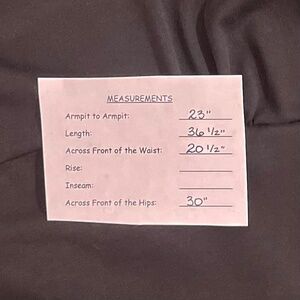 MEASUREMENTS
Armpit to Armpit: 23"
Length: 36 1/2"
Across Front of the Waist: 20 1/2"
Rise:
Inseam:
Across Front of the Hips: 30"